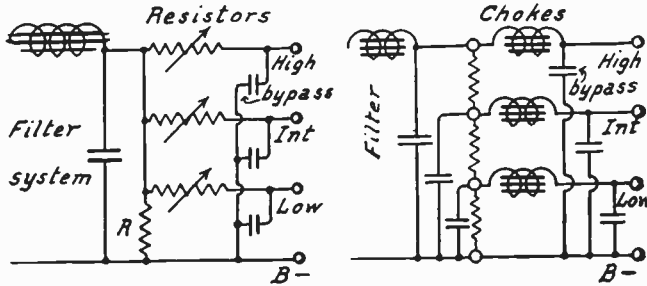 Resistors
High
bypass
Filter
system
Int
Low
R
B-
Chokes
High
bypass
Filter
Int
Low
B-